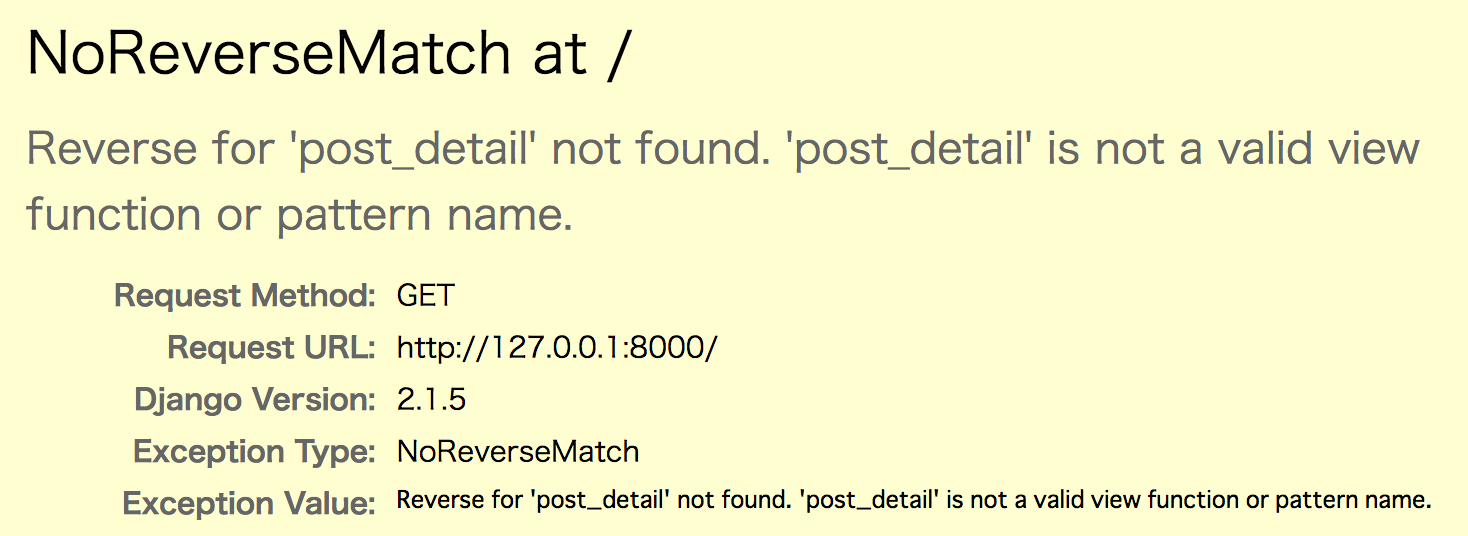 NoReverseMatch at /
Reverse for 'post_detail' not found. 'post_detail' is not a valid view
function or pattern name.
Request Method: GET
Request URL: http://127.0.0.1:8000/
Django Version: 2.1.5
Exception Type: NoReverseMatch
Exception Value: Reverse for 'post_detail' not found. 'post_detail' is not a valid view function or pattern name.